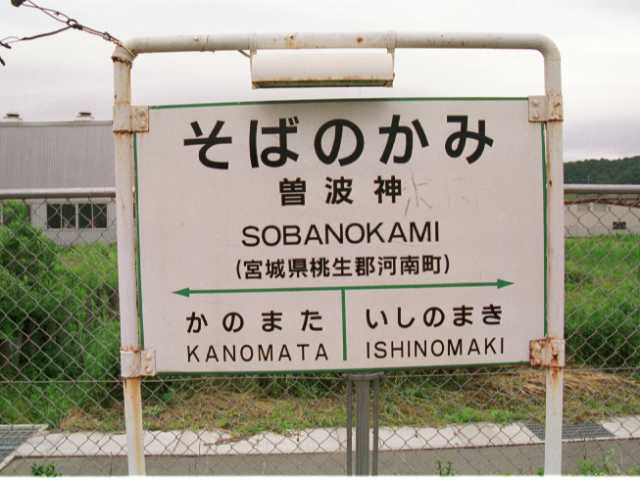 そばのかみ
曽波神
SOBANOKAMI
(宮城県桃生郡河南町)
かのまた いしのまき
KANOMATA ISHINOMAKI